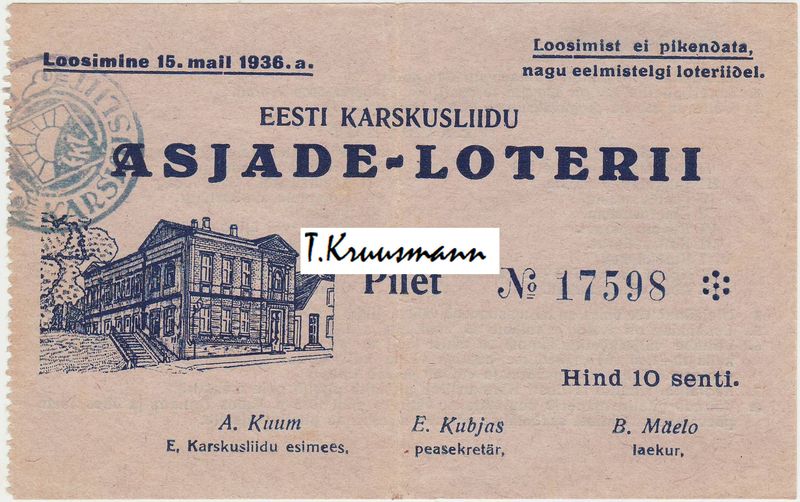 Loosimine 15. mail 1936. a.
Loosimist ei pikendata,
nagu eelmistelgi loteriidel.
EESTI KARSKUSLIIDU
ASJADE-LOTERII
T.Kruusmann
Pilet № 17598
Hind 10 senti.
A. Kuum
E, Karskusliidu esimees,
E. Kubjas
peasekretär,
B. Mäelo
laekur,